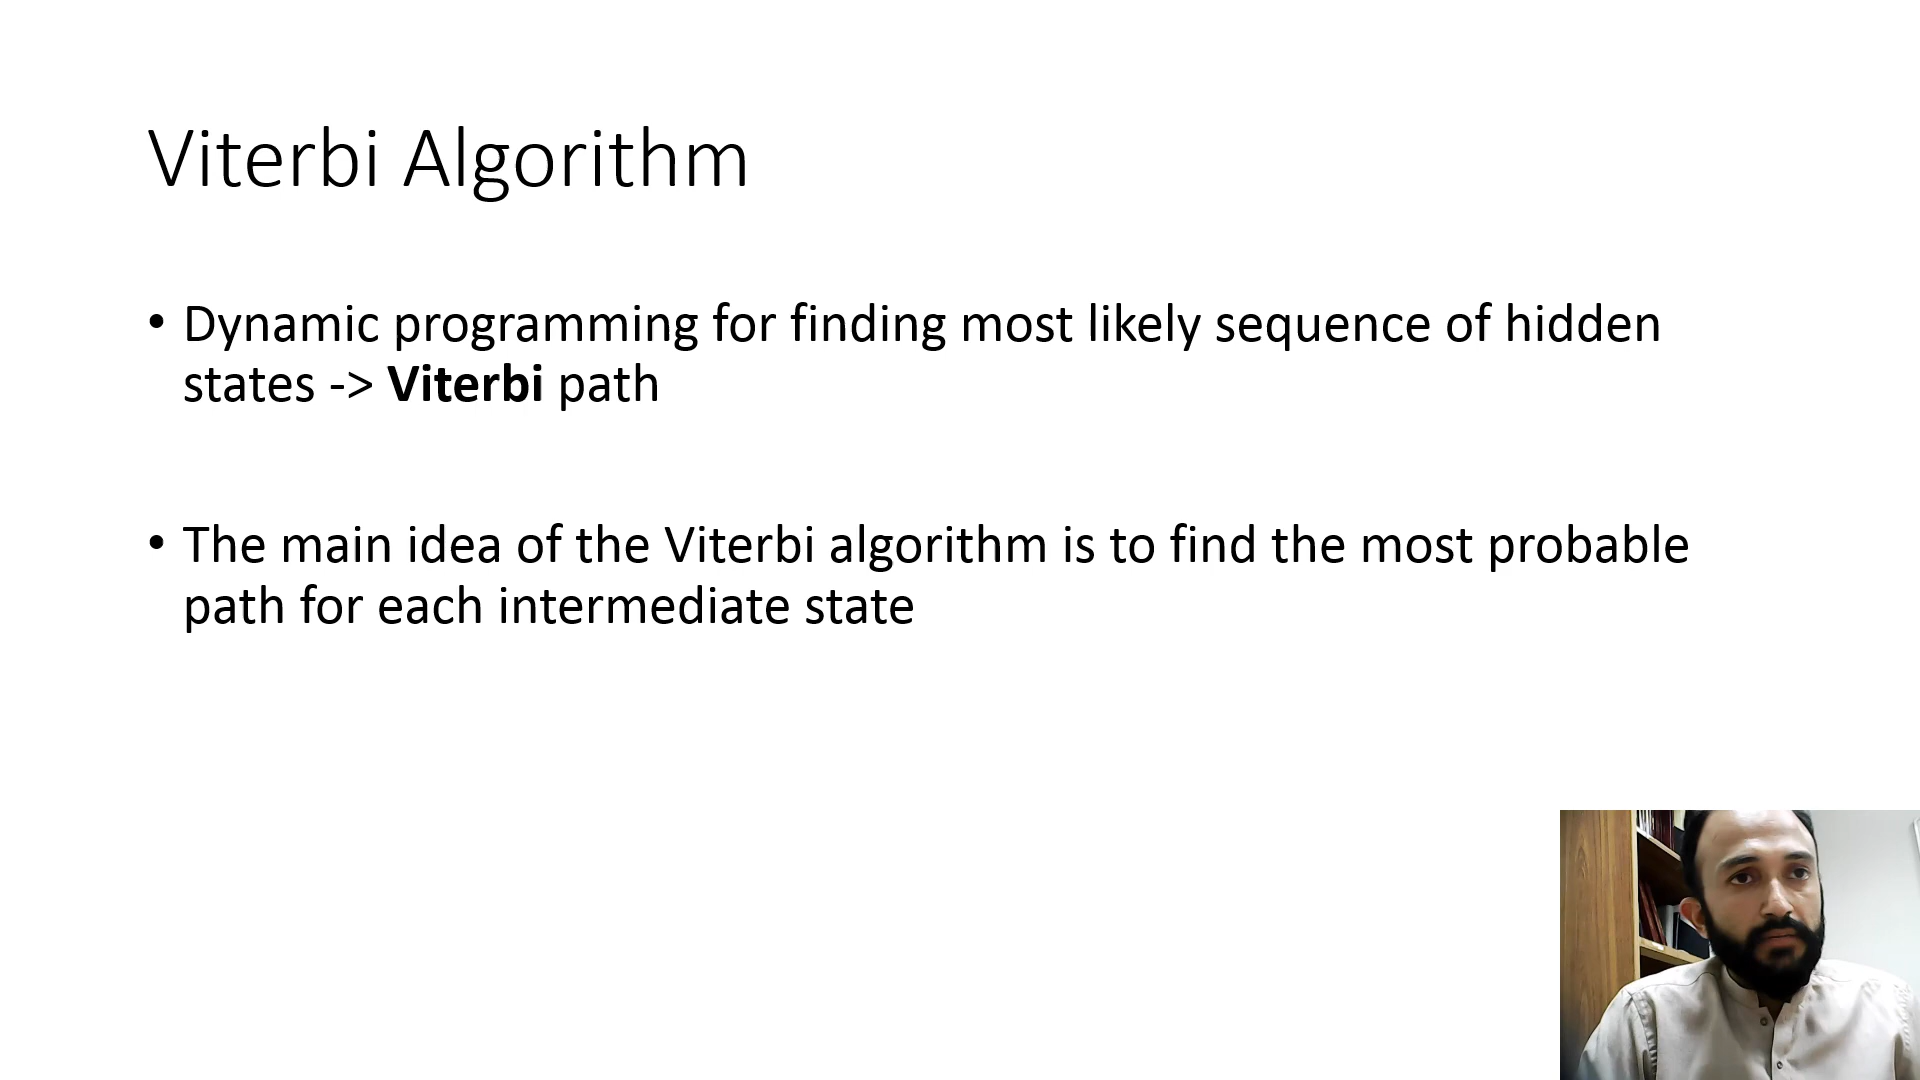 Viterbi Algorithm
• Dynamic programming for finding most likely sequence of hidden
states -> Viterbi path
• The main idea of the Viterbi algorithm is to find the most probable
path for each intermediate state